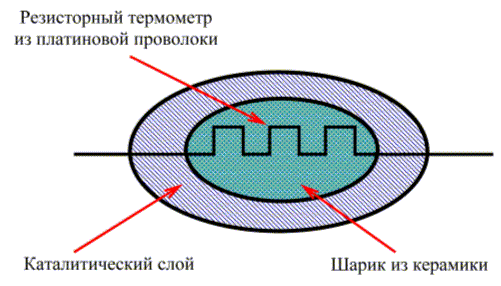 Резисторный термометр
из платиновой проволоки
Каталитический слой
Шарик из керамики